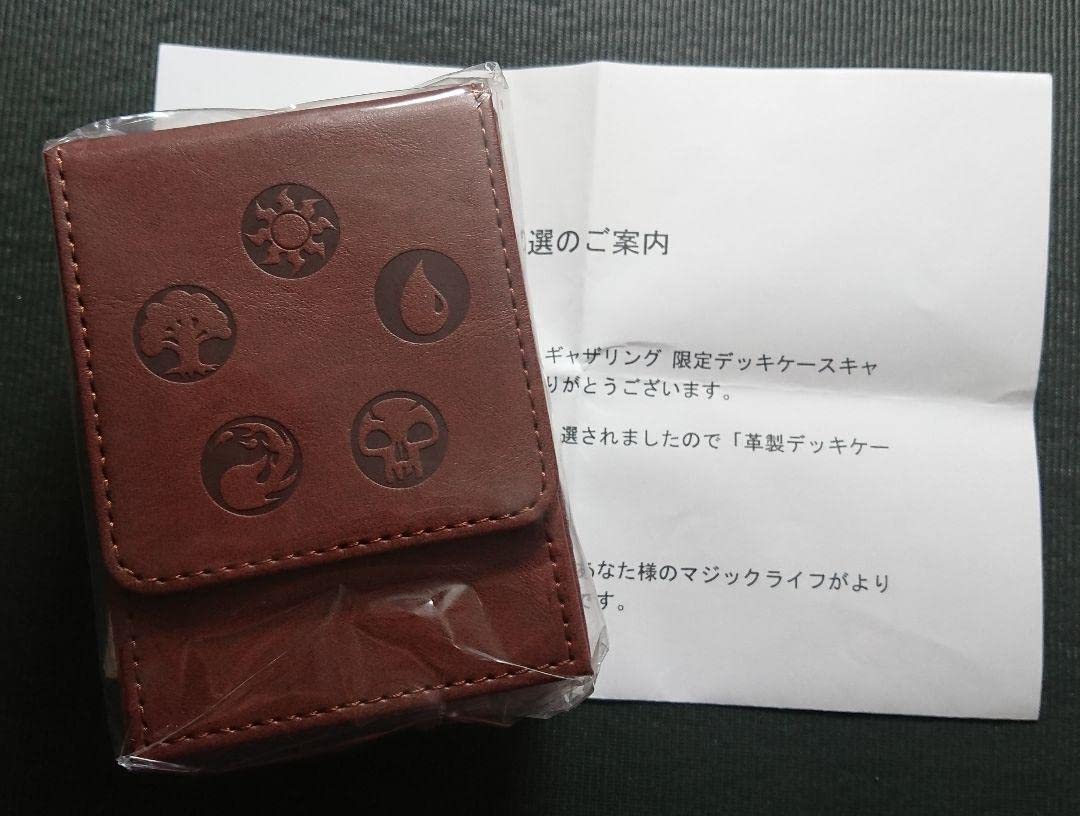 選のご案内
ギャザリング 限定デッキケースキャ
りがとうございます。
選されましたので「革製デッキケー
あなた様のマジックライフがより
です。